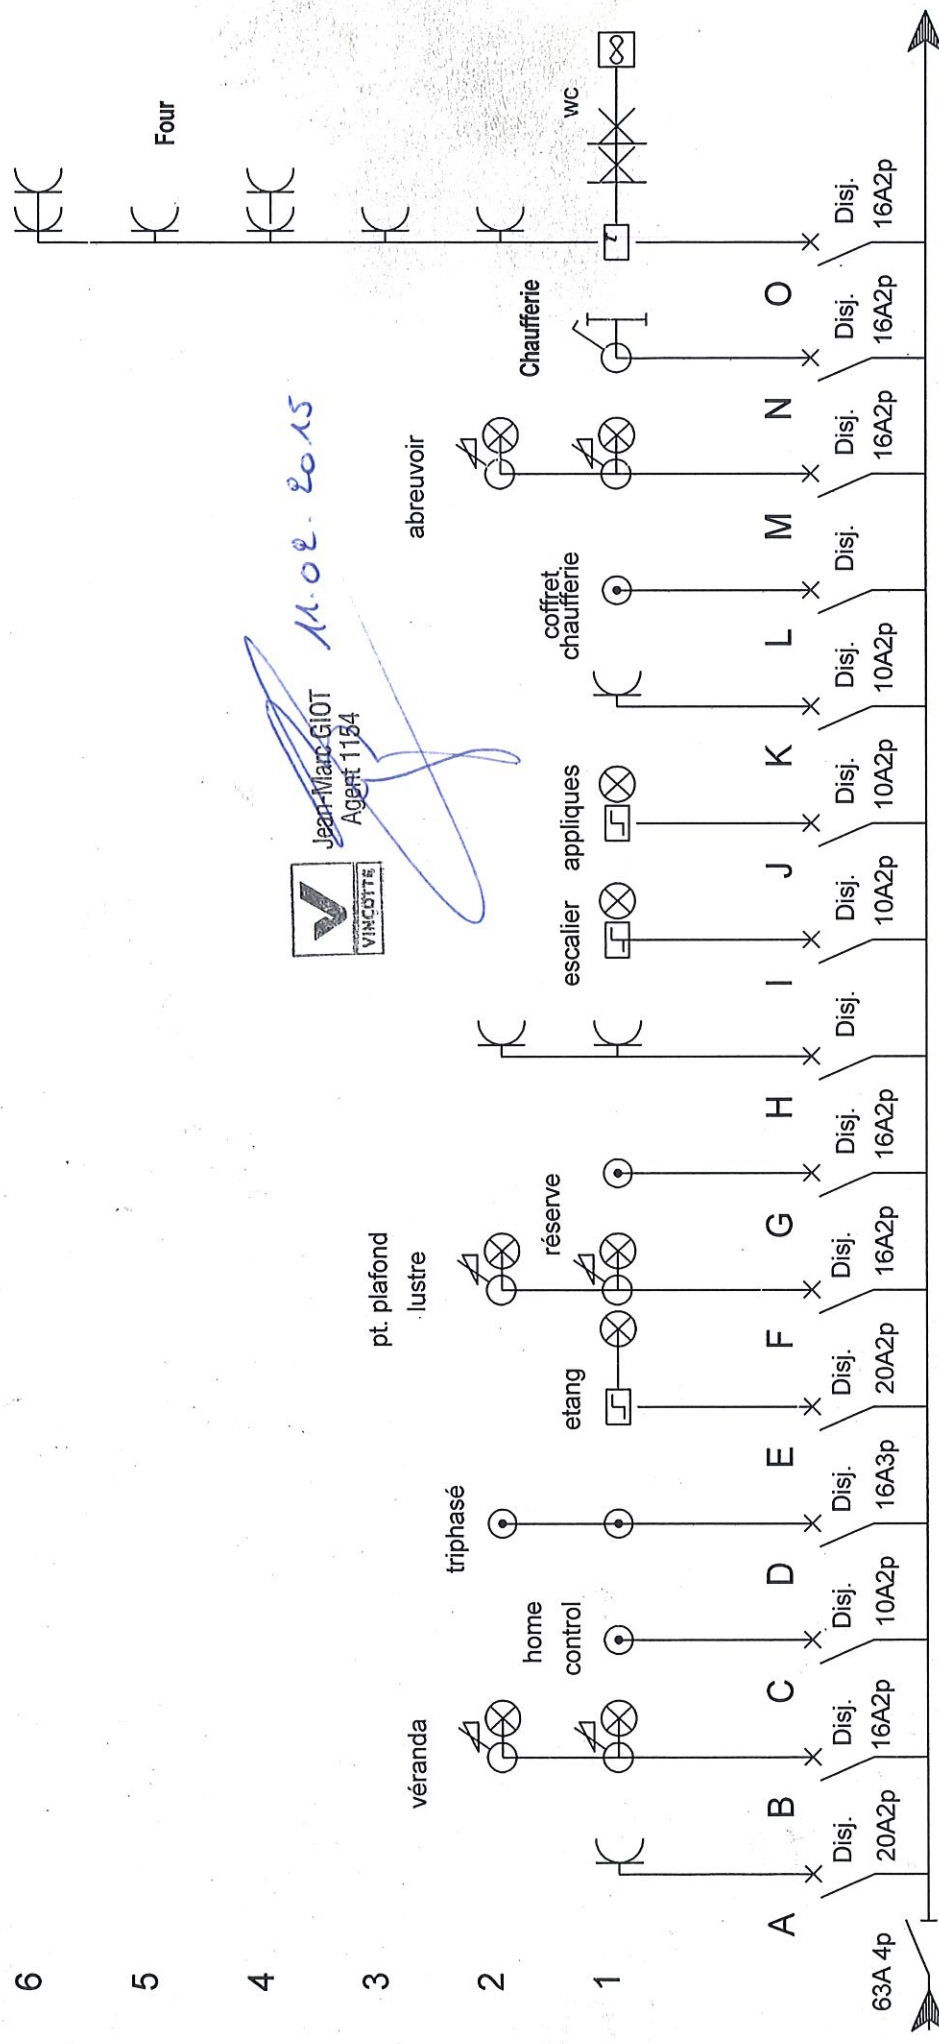 6
5
Four
4
11.02.2015
VINÇOTTE
Jean-Marc GIOT
Agent 1154
3
véranda
triphasé
pt. plafond
lustre
abreuvoir
2
home
control
etang
réserve
escalier
appliques
coffret
chaufferie
Chaufferie
wc
1
A
Disj.
20A2p
B
Disj.
16A2p
C
Disj.
10A2p
D
Disj.
16A3p
E
Disj.
20A2p
F
Disj.
16A2p
G
Disj.
16A2p
H
Disj.
I
Disj.
10A2p
J
Disj.
10A2p
K
Disj.
10A2p
L
Disj.
M
Disj.
16A2p
N
Disj.
16A2p
O
Disj.
16A2p
63A 4p